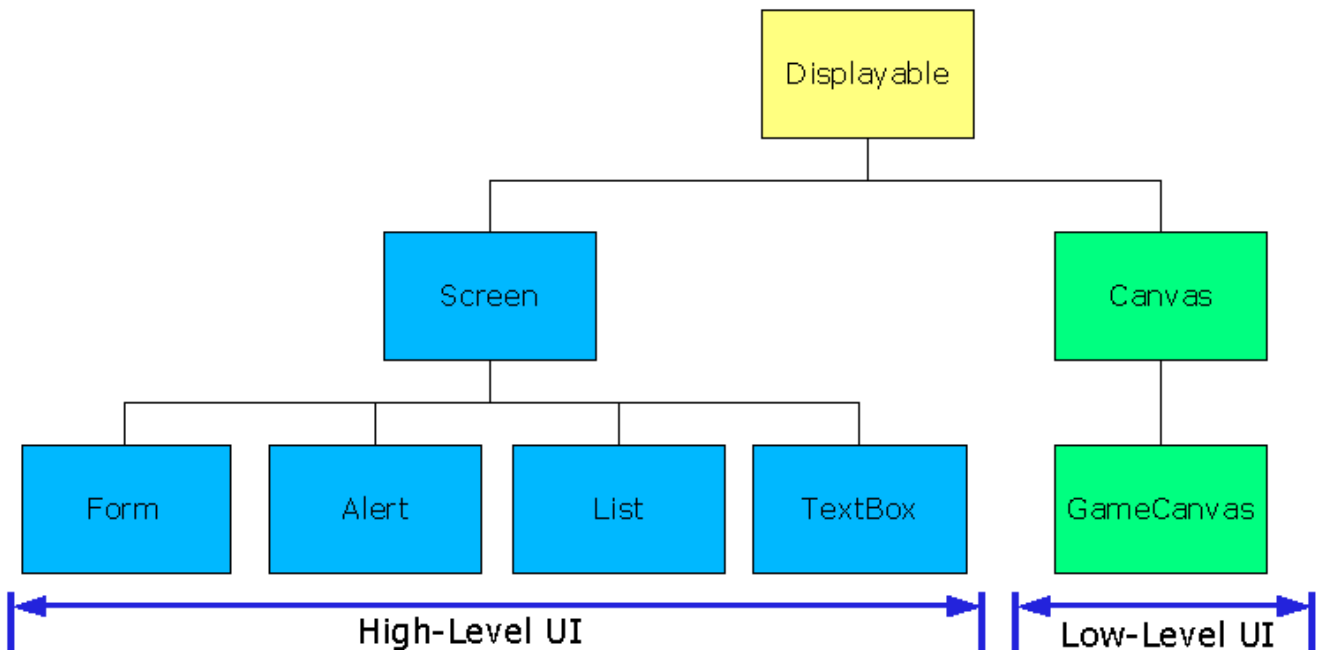 Displayable
Screen
Canvas
Form
Alert
List
TextBox
GameCanvas
High-Level UI
Low-Level UI